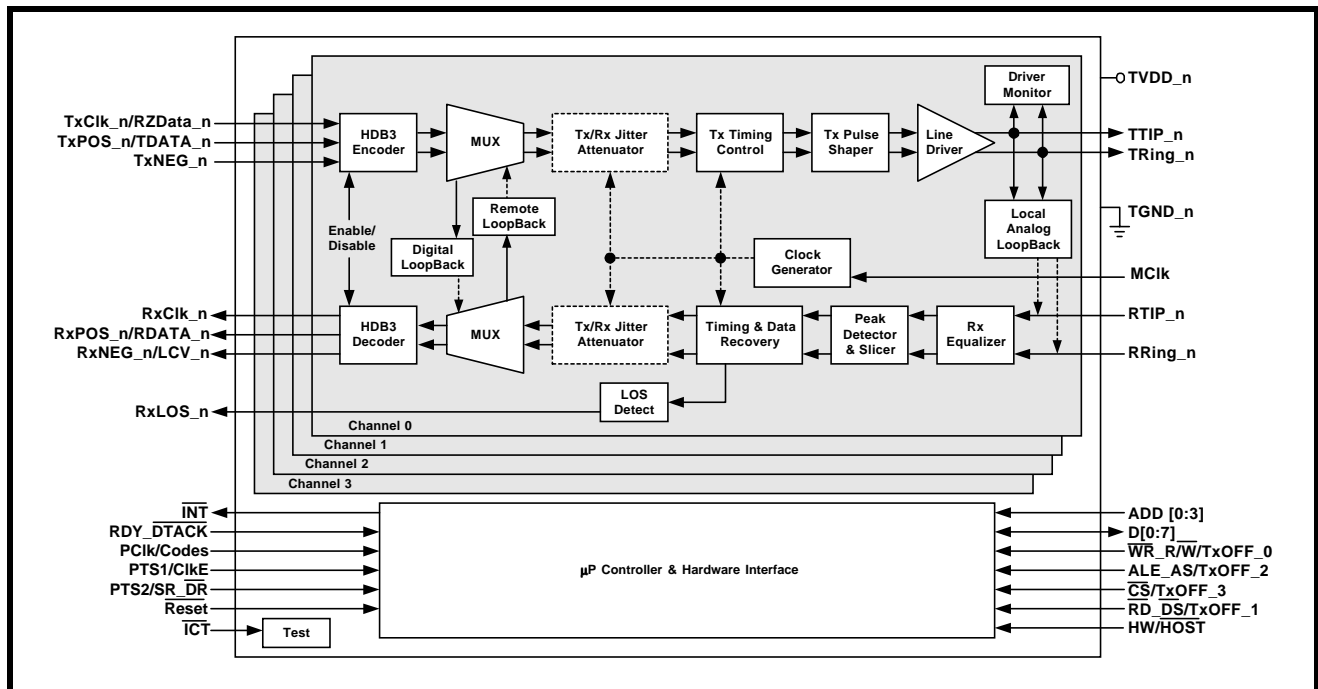 Driver
Monitor
TVDD_n
TxClk_n/RZData_n
TxPOS_n/TDATA_n
TxNEG_n
HDB3
Encoder
MUX
Tx/Rx Jitter
Attenuator
Tx Timing
Control
Tx Pulse
Shaper
Line
Driver
TTIP_n
TRing_n
Enable/
Disable
Remote
LoopBack
Digital
LoopBack
Local
Analog
LoopBack
TGND_n
Clock
Generator
MClk
RxClk_n
RxPOS_n/RDATA_n
RxNEG_n/LCV_n
HDB3
Decoder
MUX
Tx/Rx Jitter
Attenuator
Timing & Data
Recovery
Peak
Detector
& Slicer
Rx
Equalizer
RTIP_n
RRing_n
LOS
Detect
RxLOS_n
Channel 0
Channel 1
Channel 2
Channel 3
INT
RDY_DTACK
PClk/Codes
PTS1/ClkE
PTS2/SR_DR
Reset
ICT
Test
µP Controller & Hardware Interface
ADD [0:3]
D[0:7]
WR_R/W/TxOFF_0
ALE_AS/TxOFF_2
CS/TxOFF_3
RD_DS/TxOFF_1
HW/HOST